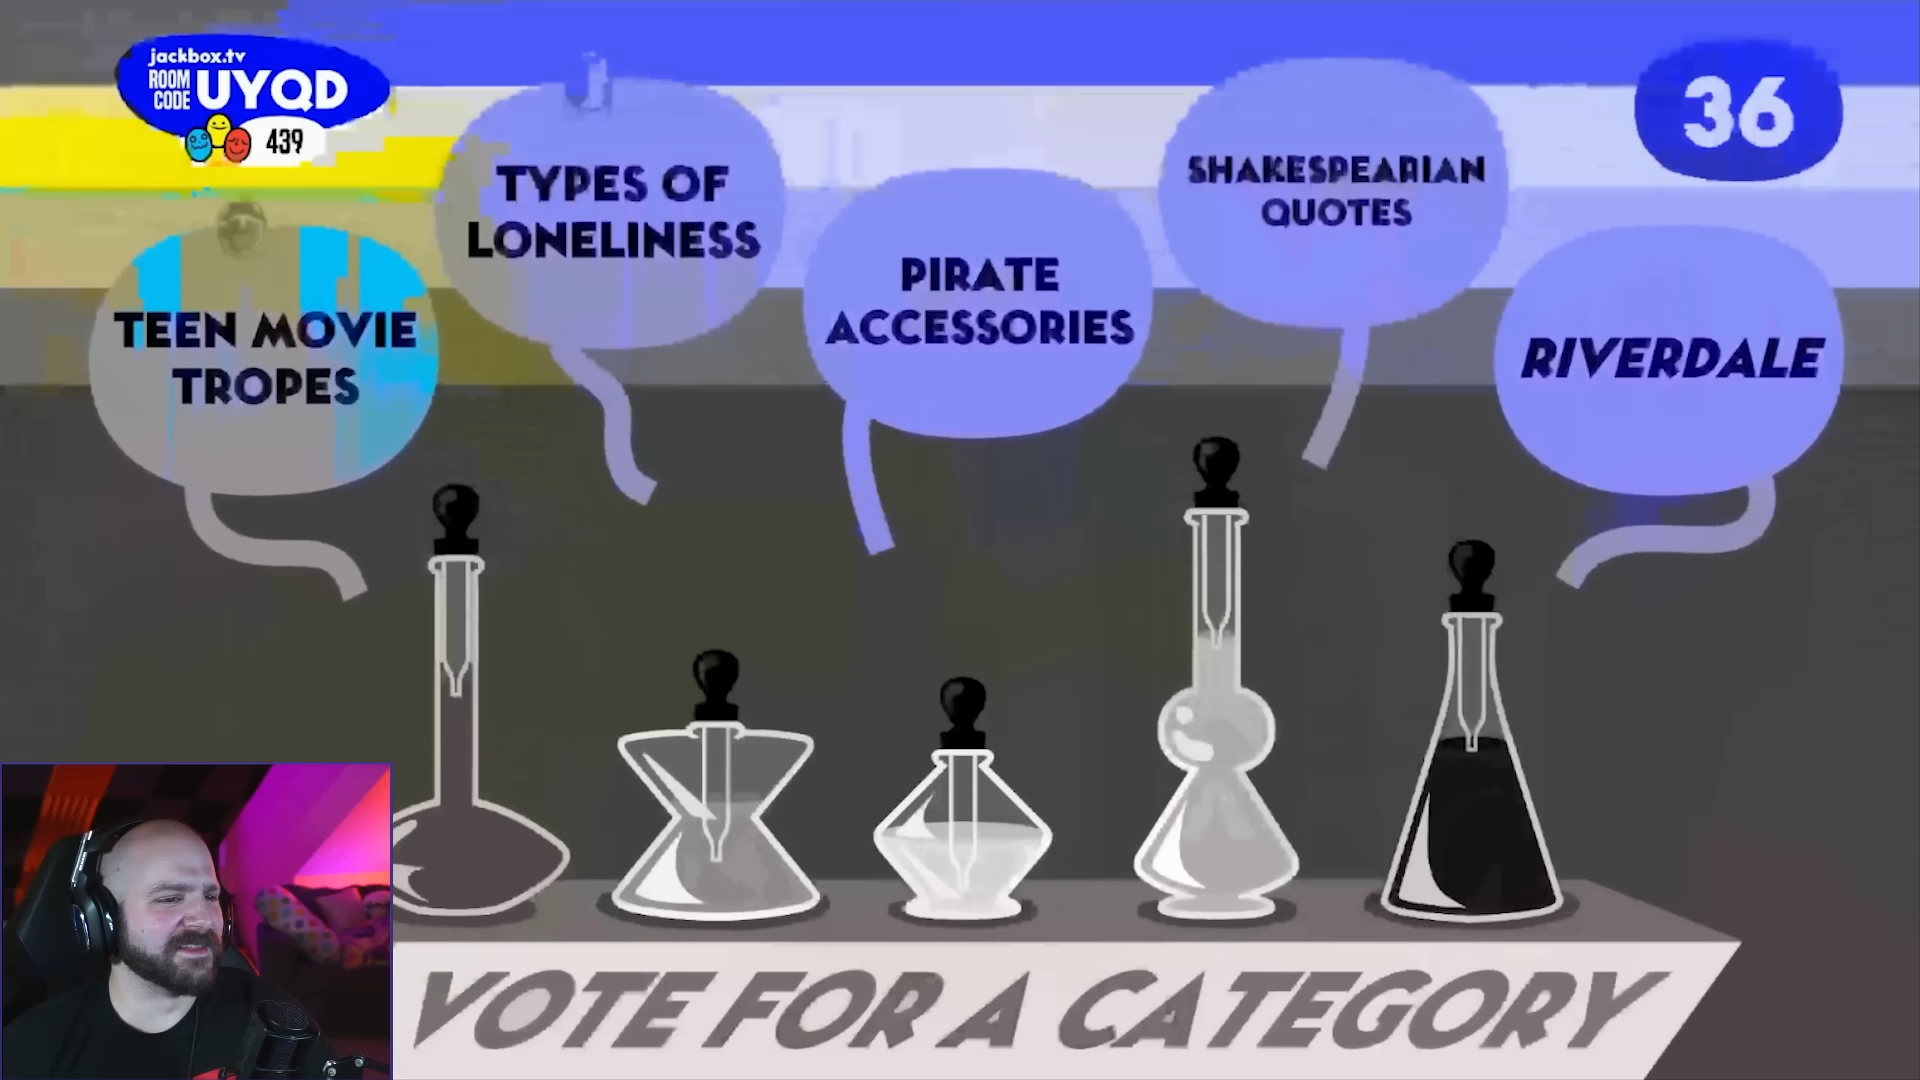 jackbox.tv
ROOM
CODE
UYQD
439
36
TYPES OF
LONELINESS
SHAKESPEARIAN
QUOTES
PIRATE
ACCESSORIES
TEEN MOVIE
TROPES
RIVERDALE
VOTE FOR A CATEGORY